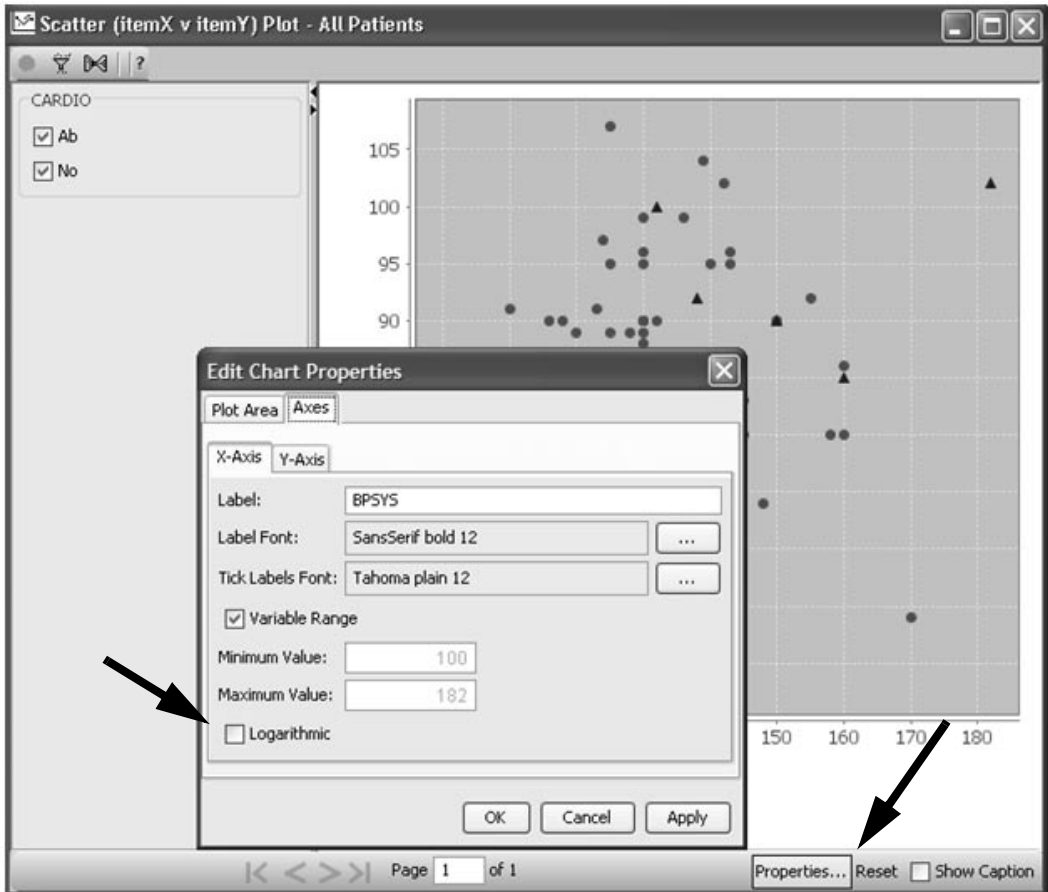 Scatter (itemX v itemY) Plot - All Patients
?
CARDIO
Ab
No
105
100
95
90
Edit Chart Properties
Plot Area Axes
X-Axis Y-Axis
Label: BPSYS
Label Font: SansSerif bold 12 ...
Tick Labels Font: Tahoma plain 12 ...
Variable Range
Minimum Value: 100
Maximum Value: 182
Logarithmic
OK Cancel Apply
150 160 170 180
Page 1 of 1 Properties... Reset Show Caption